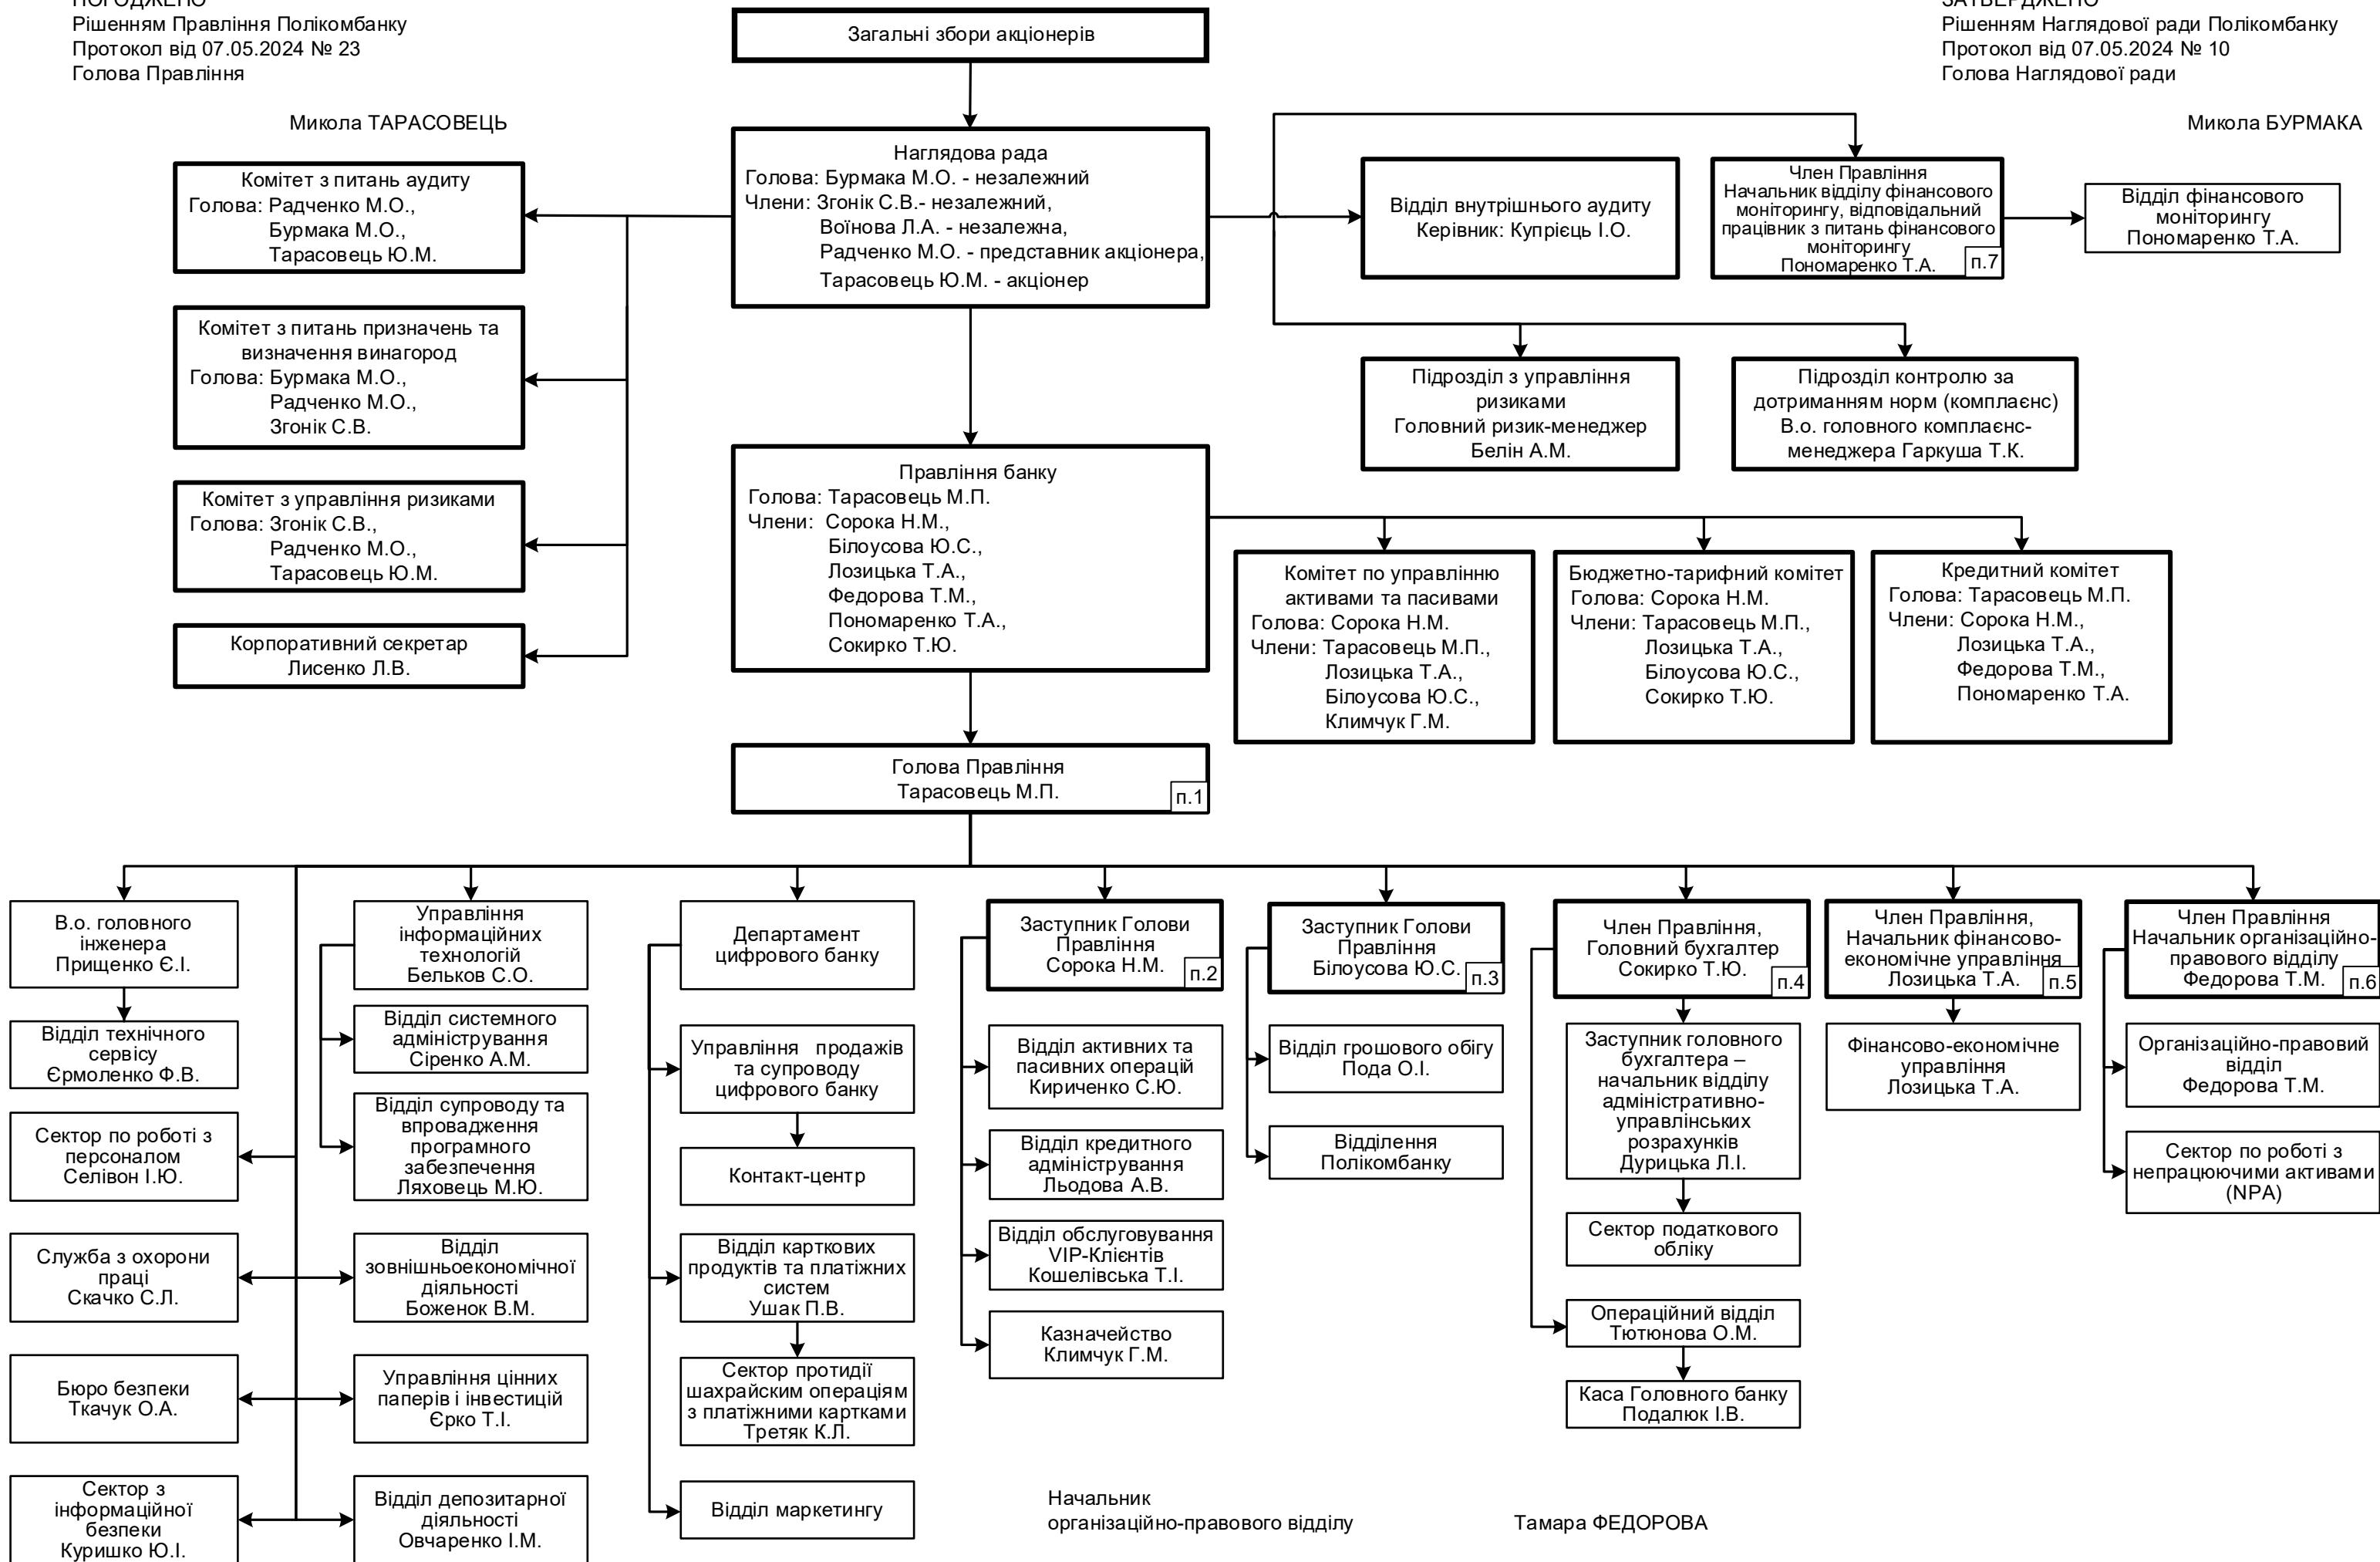 ПОГОДЖЕНО
Рішенням Правління Полікомбанку
Протокол від 07.05.2024 № 23
Голова Правління
Микола ТАРАСОВЕЦЬ
ЗАТВЕРДЖЕНО
Рішенням Наглядової ради Полікомбанку
Протокол від 07.05.2024 № 10
Голова Наглядової ради
Микола БУРМАКА
Загальні збори акціонерів
Наглядова рада
Голова: Бурмака М.О. - незалежний
Члени: Згонік С.В.- незалежний,
Воїнова Л.А. - незалежна,
Радченко М.О. - представник акціонера,
Тарасовець Ю.М. - акціонер
Комітет з питань аудиту
Голова: Радченко М.О.,
Бурмака М.О.,
Тарасовець Ю.М.
Комітет з питань призначень та
визначення винагород
Голова: Бурмака М.О.,
Радченко М.О.,
Згонік С.В.
Комітет з управління ризиками
Голова: Згонік С.В.,
Радченко М.О.,
Тарасовець Ю.М.
Корпоративний секретар
Лисенко Л.В.
Відділ внутрішнього аудиту
Керівник: Купрієць І.О.
Член Правління
Начальник відділу фінансового
моніторингу, відповідальний
працівник з питань фінансового
моніторингу
Пономаренко Т.А.
п.7
Відділ фінансового
моніторингу
Пономаренко Т.А.
Підрозділ з управління
ризиками
Головний ризик-менеджер
Белін А.М.
Підрозділ контролю за
дотриманням норм (комплаєнс)
В.о. головного комплаєнс-
менеджера Гаркуша Т.К.
Правління банку
Голова: Тарасовець М.П.
Члени: Сорока Н.М.,
Білоусова Ю.С.,
Лозицька Т.А.,
Федорова Т.М.,
Пономаренко Т.А.,
Сокирко Т.Ю.
Комітет по управлінню
активами та пасивами
Голова: Сорока Н.М.
Члени: Тарасовець М.П.,
Лозицька Т.А.,
Білоусова Ю.С.,
Климчук Г.М.
Бюджетно-тарифний комітет
Голова: Сорока Н.М.
Члени: Тарасовець М.П.,
Лозицька Т.А.,
Білоусова Ю.С.,
Сокирко Т.Ю.
Кредитний комітет
Голова: Тарасовець М.П.
Члени: Сорока Н.М.,
Лозицька Т.А.,
Федорова Т.М.,
Пономаренко Т.А.
Голова Правління
Тарасовець М.П.
п.1
В.о. головного
інженера
Прищенко Є.І.
Відділ технічного
сервісу
Єрмоленко Ф.В.
Сектор по роботі з
персоналом
Селівон І.Ю.
Служба з охорони
праці
Скачко С.Л.
Бюро безпеки
Ткачук О.А.
Сектор з
інформаційної
безпеки
Куришко Ю.І.
Управління
інформаційних
технологій
Бельков С.О.
Відділ системного
адміністрування
Сіренко А.М.
Відділ супроводу та
впровадження
програмного
забезпечення
Ляховець М.Ю.
Відділ
зовнішньоекономічної
діяльності
Боженок В.М.
Управління цінних
паперів і інвестицій
Єрко Т.І.
Відділ депозитарної
діяльності
Овчаренко І.М.
Департамент
цифрового банку
Управління продажів
та супроводу
цифрового банку
Контакт-центр
Відділ карткових
продуктів та платіжних
систем
Ушак П.В.
Сектор протидії
шахрайским операціям
з платіжними картками
Третяк К.Л.
Відділ маркетингу
Заступник Голови
Правління
Сорока Н.М.
п.2
Відділ активних та
пасивних операцій
Кириченко С.Ю.
Відділ кредитного
адміністрування
Льодова А.В.
Відділ обслуговування
VIP-Клієнтів
Кошелівська Т.І.
Казначейство
Климчук Г.М.
Заступник Голови
Правління
Білоусова Ю.С.
п.3
Відділ грошового обігу
Пода О.І.
Відділення
Полікомбанку
Член Правління,
Головний бухгалтер
Сокирко Т.Ю.
п.4
Заступник головного
бухгалтера –
начальник відділу
адміністративно-
управлінських
розрахунків
Дурицька Л.І.
Сектор податкового
обліку
Операційний відділ
Тютюнова О.М.
Каса Головного банку
Подалюк І.В.
Член Правління,
Начальник фінансово-
економічне управління
Лозицька Т.А.
п.5
Фінансово-економічне
управління
Лозицька Т.А.
Член Правління
Начальник організаційно-
правового відділу
Федорова Т.М.
п.6
Організаційно-правовий
відділ
Федорова Т.М.
Сектор по роботі з
непрацюючими активами
(NPA)
Начальник
організаційно-правового відділу
Тамара ФЕДОРОВА